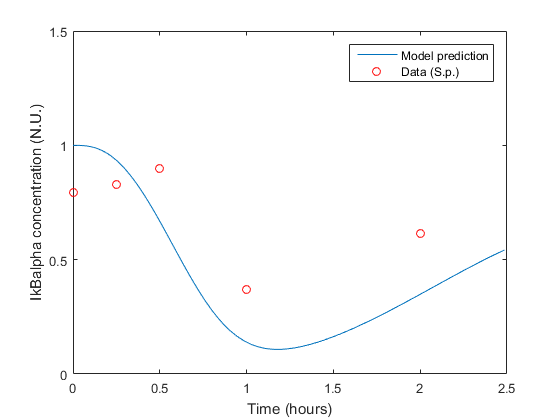 1.5
Model prediction
Data (S.p.)
1
0.5
0
IkBalpha concentration (N.U.)
0 0.5 1 1.5 2 2.5
Time (hours)